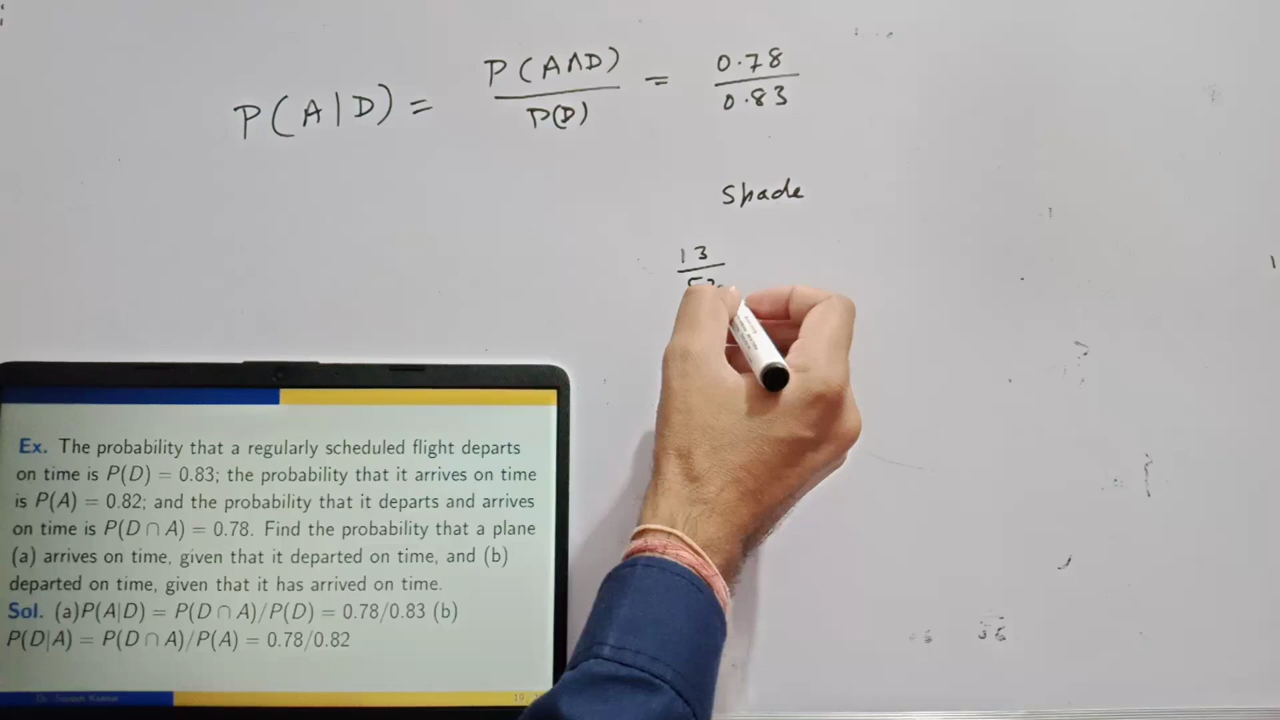 P(A|D) = P(A∩D) / P(D) = 0.78 / 0.83
Spade
13
52
Ex. The probability that a regularly scheduled flight departs
on time is P(D) = 0.83; the probability that it arrives on time
is P(A) = 0.82; and the probability that it departs and arrives
on time is P(D ∩ A) = 0.78. Find the probability that a plane
(a) arrives on time, given that it departed on time, and (b)
departed on time, given that it has arrived on time.
Sol. (a)P(A|D) = P(D ∩ A)/P(D) = 0.78/0.83 (b)
P(D|A) = P(D ∩ A)/P(A) = 0.78/0.82